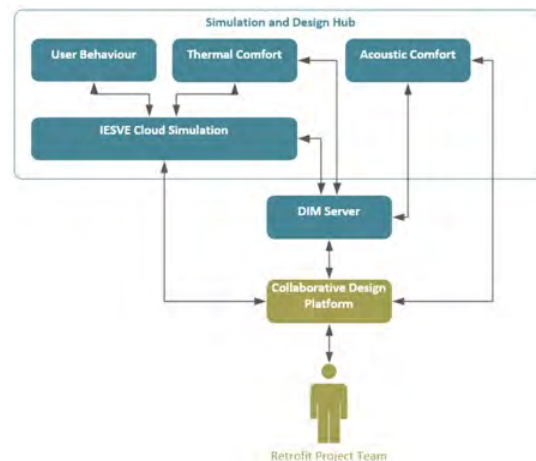 Simulation and Design Hub
User Behaviour
Thermal Comfort
Acoustic Comfort
IESVE Cloud Simulation
DIM Server
Collaborative Design
Platform
Retrofit Project Team